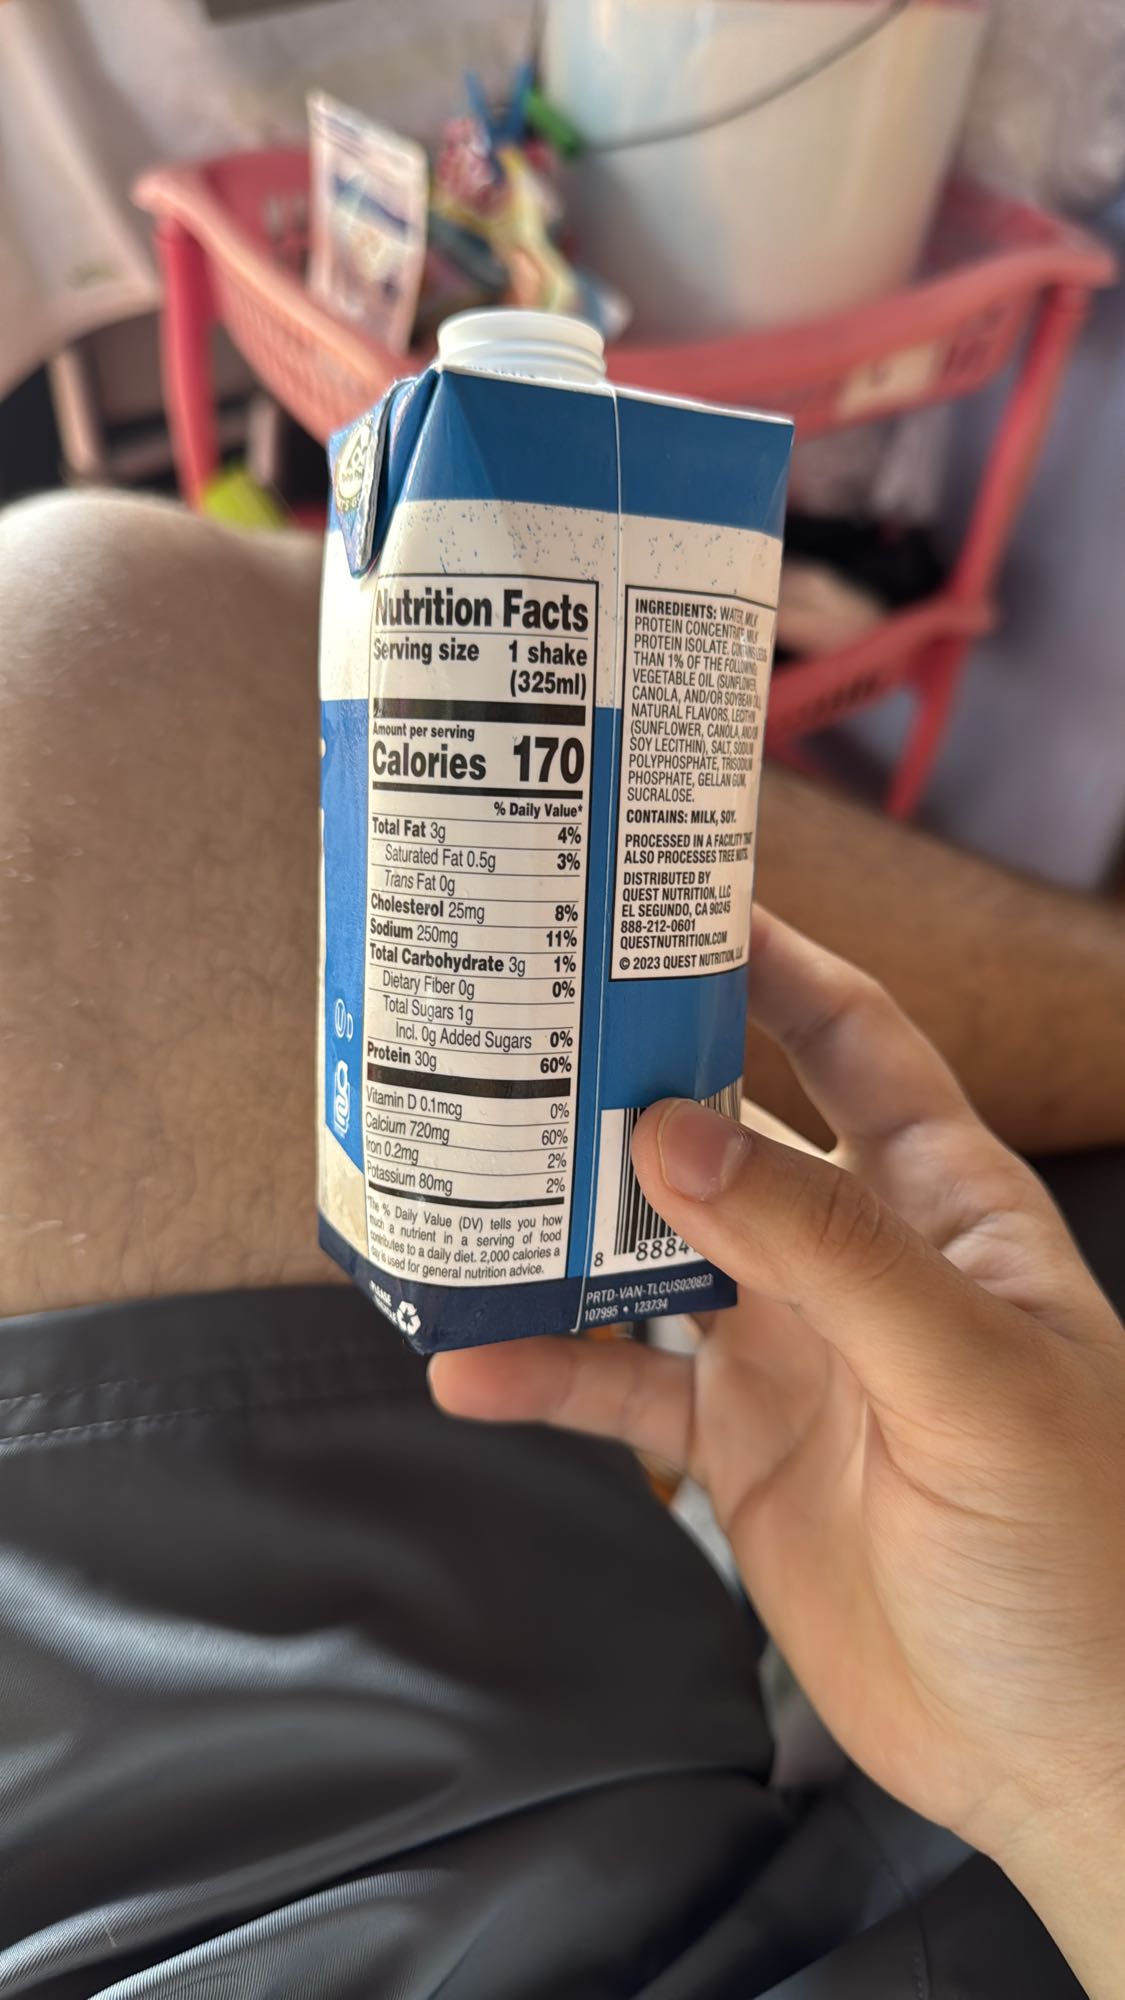 Nutrition Facts
Serving size 1 shake
(325ml)
Amount per serving
Calories 170
% Daily Value*
Total Fat 3g 4%
Saturated Fat 0.5g 3%
Trans Fat 0g
Cholesterol 25mg 8%
Sodium 250mg 11%
Total Carbohydrate 3g 1%
Dietary Fiber 0g 0%
Total Sugars 1g
Incl. 0g Added Sugars 0%
Protein 30g 60%
Vitamin D 0.1mcg 0%
Calcium 720mg 60%
Iron 0.2mg 2%
Potassium 80mg 2%
*The % Daily Value (DV) tells you how
much a nutrient in a serving of food
contributes to a daily diet. 2,000 calories a
day is used for general nutrition advice.
PLEASE
RECYCLE
INGREDIENTS: WATER, MILK
PROTEIN CONCENTRATE, MILK
PROTEIN ISOLATE. CONTAINS LESS
THAN 1% OF THE FOLLOWING:
VEGETABLE OIL (SUNFLOWER,
CANOLA, AND/OR SOYBEAN OIL),
NATURAL FLAVORS, LECITHIN
(SUNFLOWER, CANOLA, AND/OR
SOY LECITHIN), SALT, SODIUM
POLYPHOSPHATE, TRISODIUM
PHOSPHATE, GELLAN GUM,
SUCRALOSE.
CONTAINS: MILK, SOY.
PROCESSED IN A FACILITY THAT
ALSO PROCESSES TREE NUTS.
DISTRIBUTED BY
QUEST NUTRITION, LLC
EL SEGUNDO, CA 90245
888-212-0601
QUESTNUTRITION.COM
© 2023 QUEST NUTRITION, LLC
8 8884
PRTD-VAN-TLCUS020823
107995 • 123734